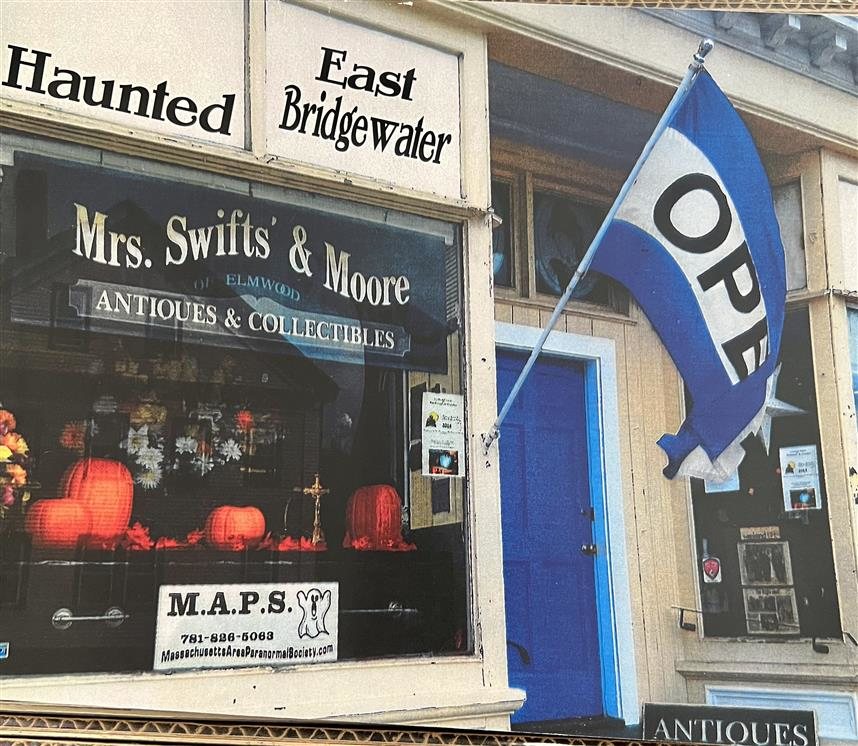 Haunted
East
Bridgewater
Mrs. Swifts' & Moore
OF ELMWOOD
ANTIQUES & COLLECTIBLES
OPE
M.A.P.S.
781-826-5063
MassachusettsAreaParanormalSociety.com
ANTIQUES